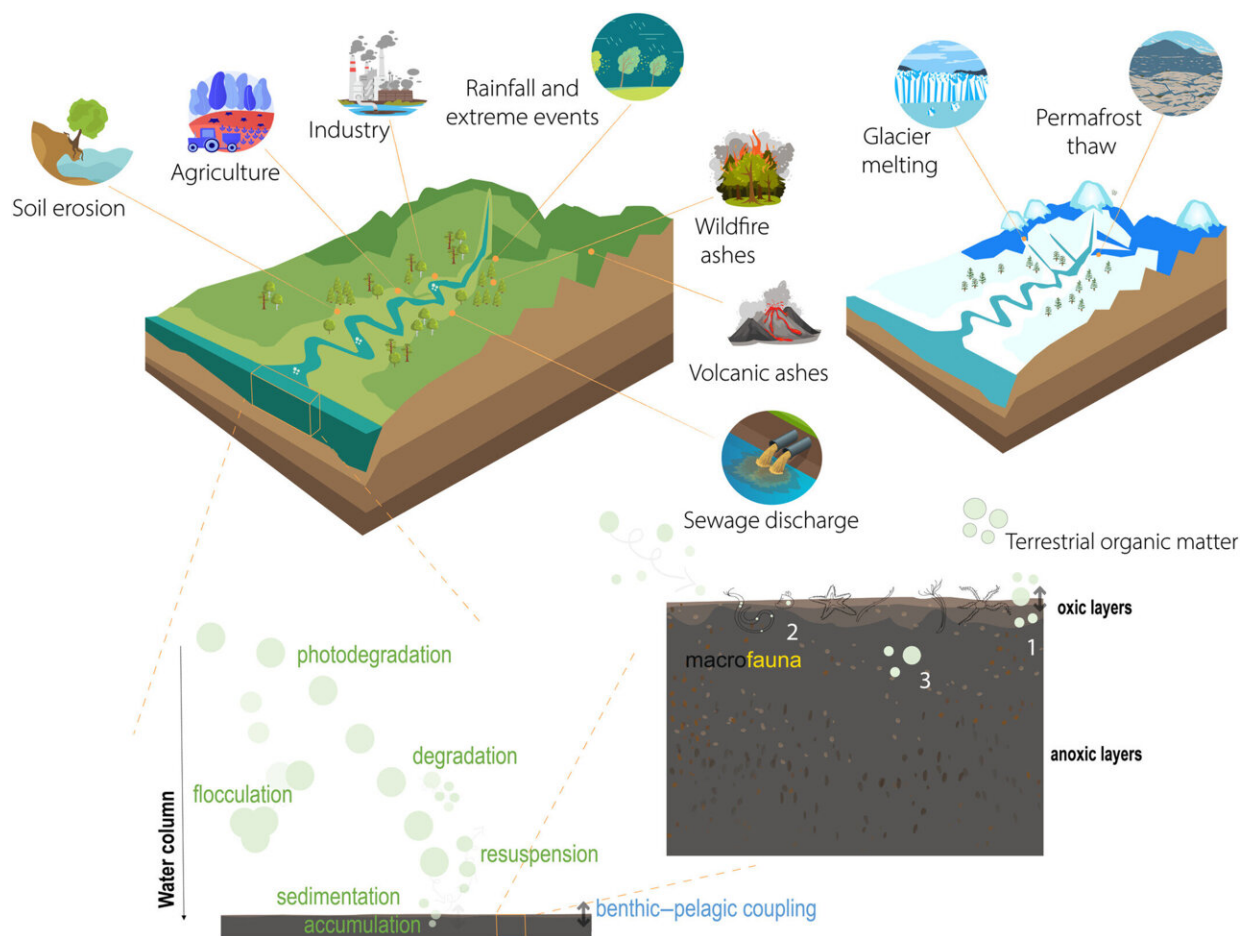 Soil erosion
Agriculture
Industry
Rainfall and
extreme events
Wildfire
ashes
Volcanic ashes
Sewage discharge
Glacier
melting
Permafrost
thaw
Terrestrial organic matter
oxic layers
1
2
macrofauna
3
anoxic layers
Water column
photodegradation
degradation
flocculation
resuspension
sedimentation
accumulation
benthic–pelagic coupling